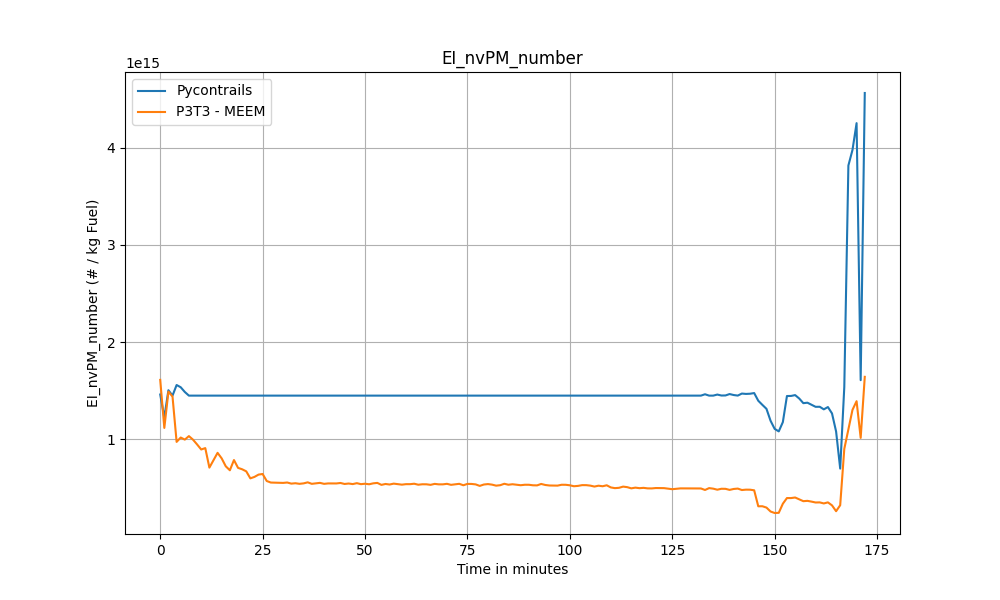 EI_nvPM_number
1e15
Pycontrails
P3T3 - MEEM
EI_nvPM_number (# / kg Fuel)
4
3
2
1
0 25 50 75 100 125 150 175
Time in minutes